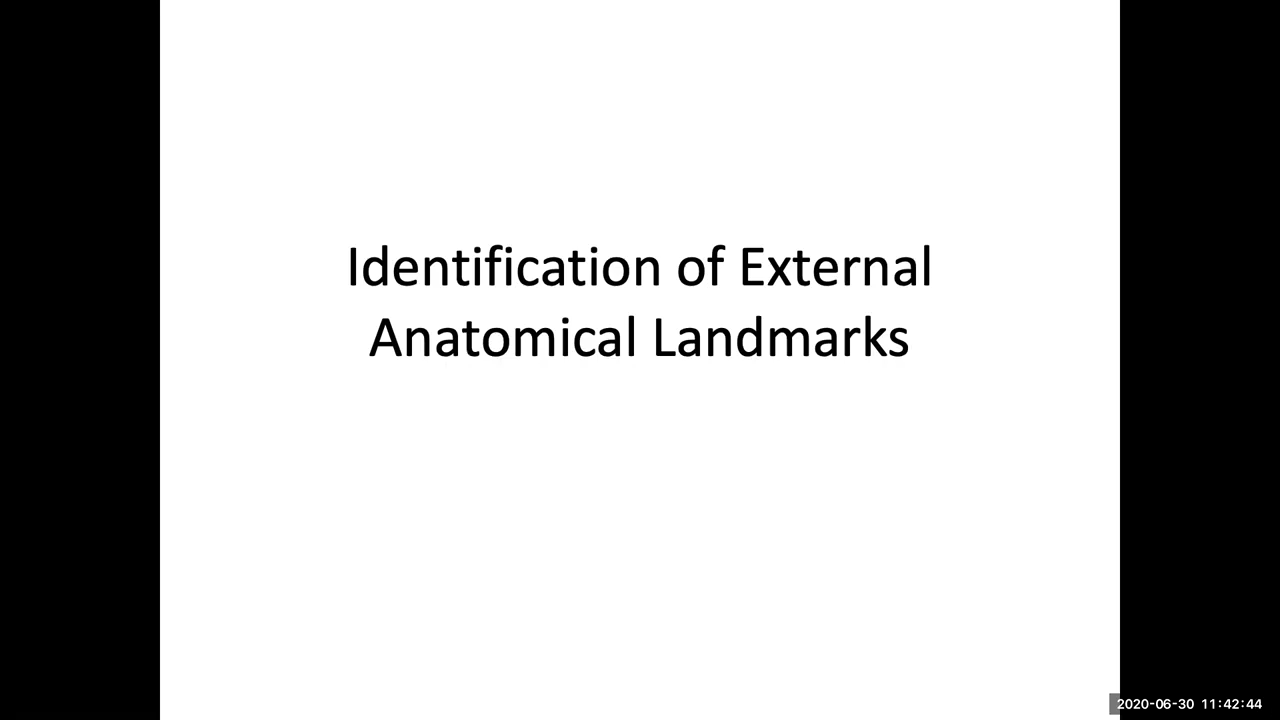 Identification of External
Anatomical Landmarks
2020-06-30 11:42:44